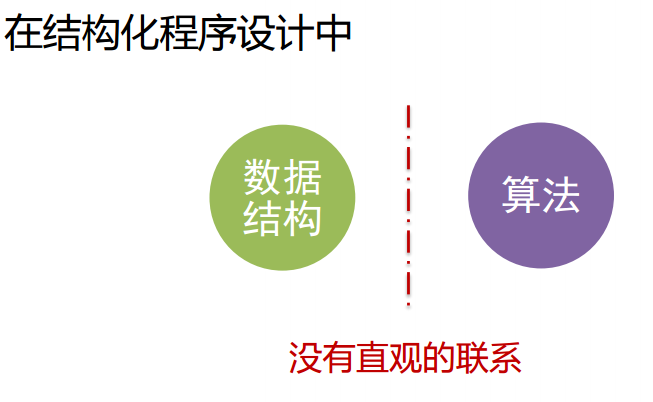 在结构化程序设计中
数据
结构
算法
没有直观的联系